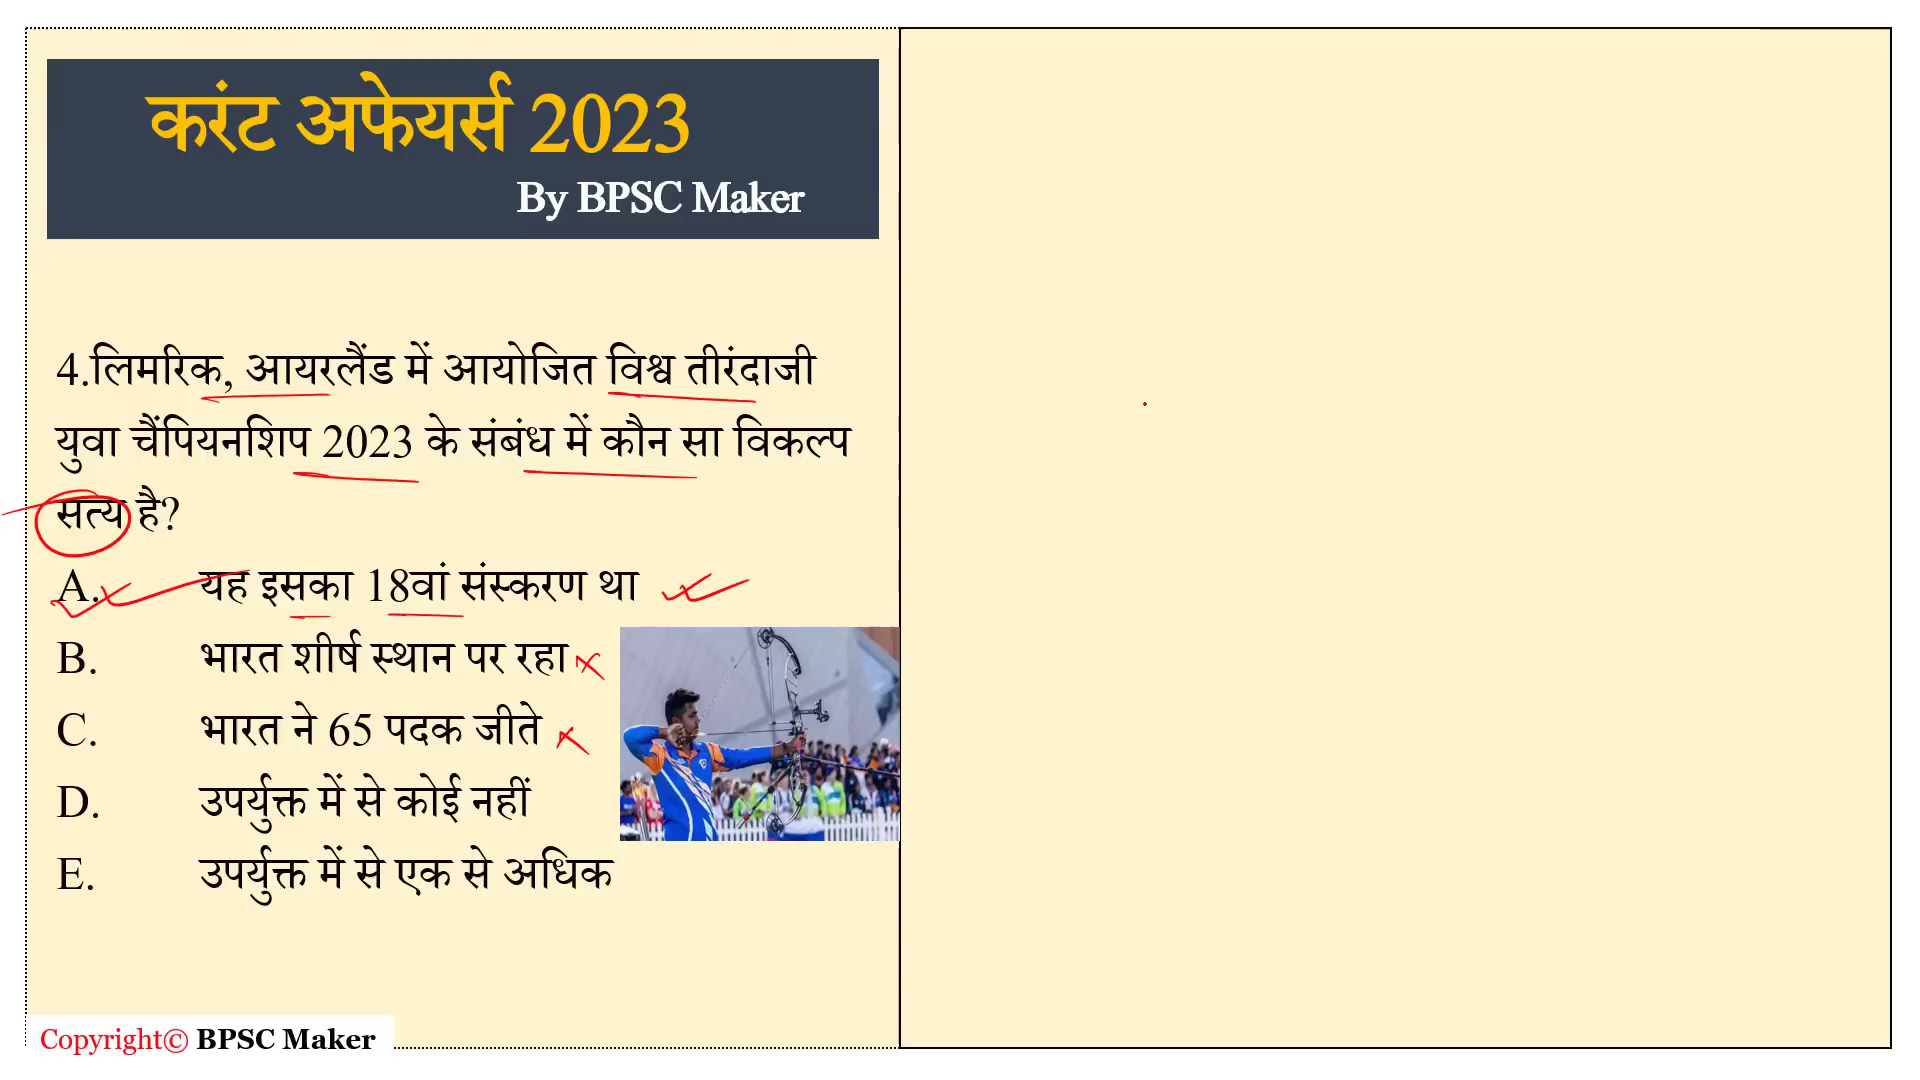 करंट अफेयर्स 2023
By BPSC Maker
4.लिमरिक, आयरलैंड में आयोजित विश्व तीरंदाजी
युवा चैंपियनशिप 2023 के संबंध में कौन सा विकल्प
सत्य है?
A. यह इसका 18वां संस्करण था
B. भारत शीर्ष स्थान पर रहा
C. भारत ने 65 पदक जीते
D. उपर्युक्त में से कोई नहीं
E. उपर्युक्त में से एक से अधिक
Copyright© BPSC Maker